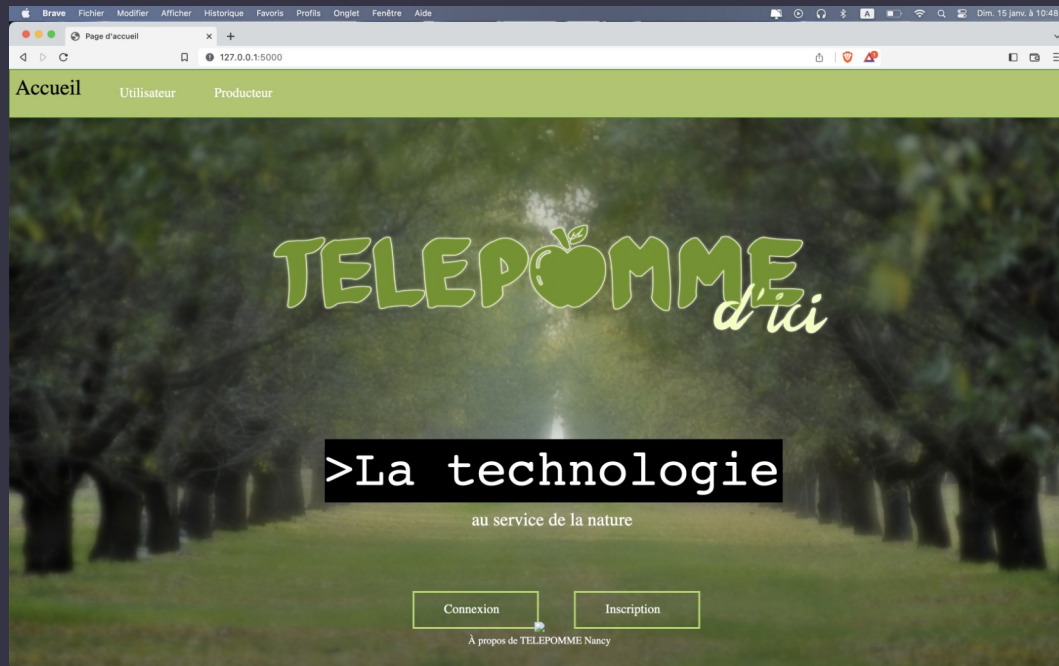 Brave Fichier Modifier Afficher Historique Favoris Profils Onglet Fenêtre Aide A Dim. 15 janv. à 10:48
Page d'accueil
127.0.0.1:5000
Accueil Utilisateur Producteur
TELEPOMME
d'ici
>La technologie
au service de la nature
Connexion Inscription
À propos de TELEPOMME Nancy